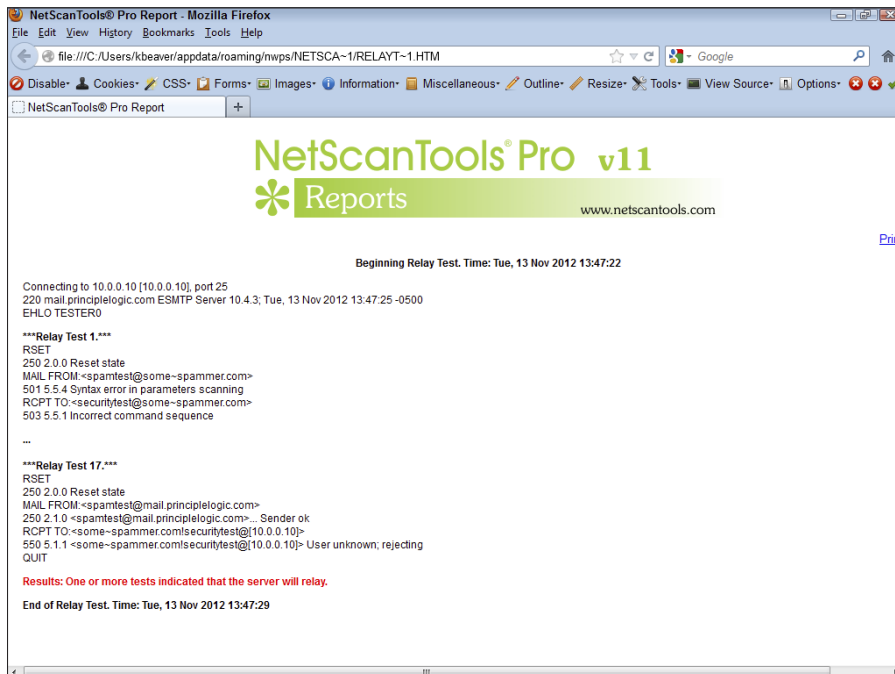 NetScanTools® Pro Report - Mozilla Firefox
File Edit View History Bookmarks Tools Help
file:///C:/Users/kbeaver/appdata/roaming/nwps/NETSCA~1/RELAYT~1.HTM
Google
Disable Cookies CSS Forms Images Information Miscellaneous Outline Resize Tools View Source Options
NetScanTools® Pro Report
NetScanTools® Pro v11
Reports
www.netscantools.com
Pri
Beginning Relay Test. Time: Tue, 13 Nov 2012 13:47:22
Connecting to 10.0.0.10 [10.0.0.10], port 25
220 mail.principlelogic.com ESMTP Server 10.4.3; Tue, 13 Nov 2012 13:47:25 -0500
EHLO TESTER0
***Relay Test 1.***
RSET
250 2.0.0 Reset state
MAIL FROM:<spamtest@some~spammer.com>
501 5.5.4 Syntax error in parameters scanning
RCPT TO:<securitytest@some~spammer.com>
503 5.5.1 Incorrect command sequence
...
***Relay Test 17.***
RSET
250 2.0.0 Reset state
MAIL FROM:<spamtest@mail.principlelogic.com>
250 2.1.0 <spamtest@mail.principlelogic.com>... Sender ok
RCPT TO:<some~spammer.com!securitytest@[10.0.0.10]>
550 5.1.1 <some~spammer.com!securitytest@[10.0.0.10]> User unknown; rejecting
QUIT
Results: One or more tests indicated that the server will relay.
End of Relay Test. Time: Tue, 13 Nov 2012 13:47:29